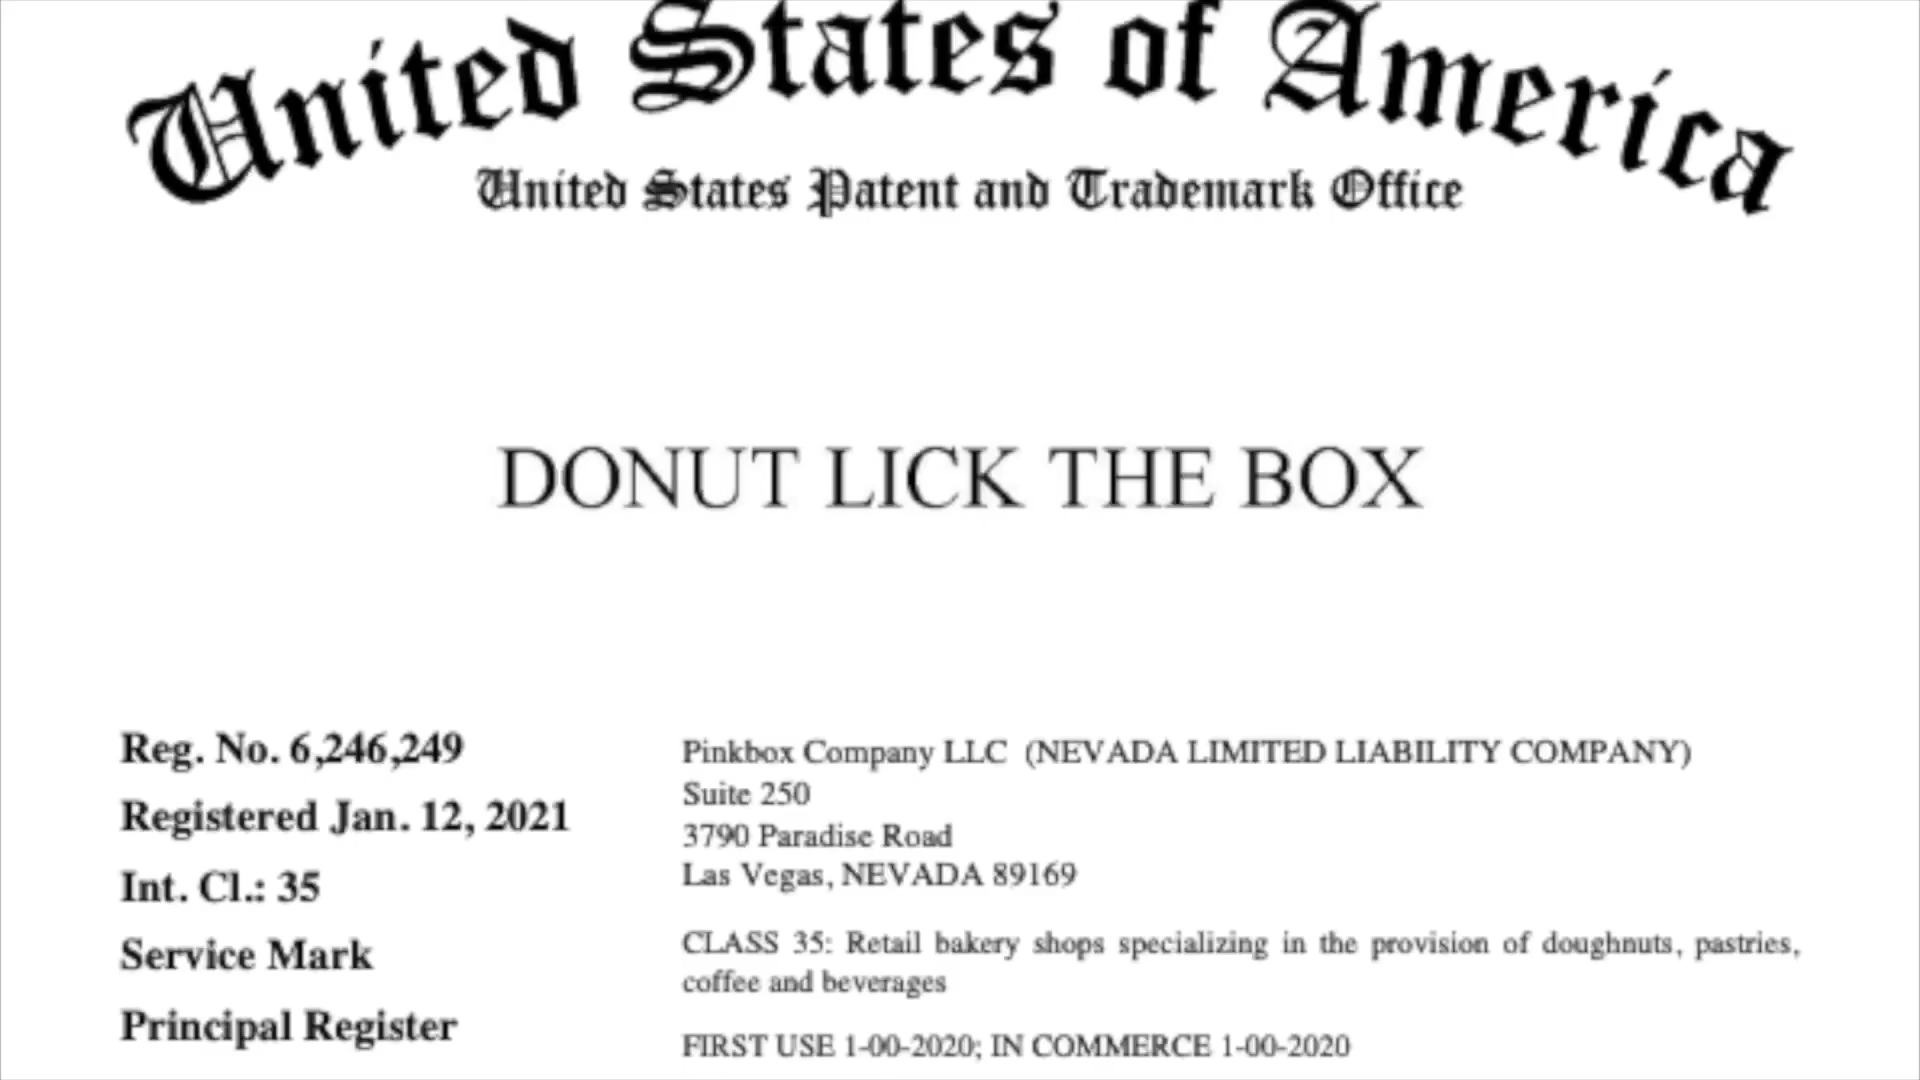 United States of America
United States Patent and Trademark Office
DONUT LICK THE BOX
Reg. No. 6,246,249
Registered Jan. 12, 2021
Int. Cl.: 35
Service Mark
Principal Register
Pinkbox Company LLC (NEVADA LIMITED LIABILITY COMPANY)
Suite 250
3790 Paradise Road
Las Vegas, NEVADA 89169
CLASS 35: Retail bakery shops specializing in the provision of doughnuts, pastries,
coffee and beverages
FIRST USE 1-00-2020; IN COMMERCE 1-00-2020